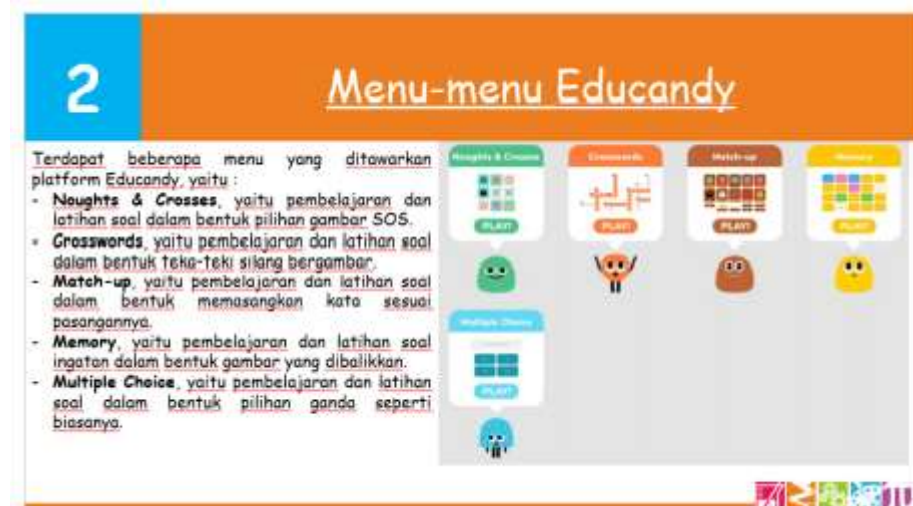 2
Menu-menu Educandy
Terdapat beberapa menu yang ditawarkan
platform Educandy, yaitu :
- Noughts & Crosses, yaitu pembelajaran dan
latihan soal dalam bentuk pilihan gambar SOS.
- Crosswords, yaitu pembelajaran dan latihan soal
dalam bentuk teka-teki silang bergambar.
- Match-up, yaitu pembelajaran dan latihan soal
dalam bentuk memasangkan kata sesuai
pasangannya.
- Memory, yaitu pembelajaran dan latihan soal
ingatan dalam bentuk gambar yang dibalikkan.
- Multiple Choice, yaitu pembelajaran dan latihan
soal dalam bentuk pilihan ganda seperti
biasanya.
Noughts & Crosses
Crosswords
Match-up
Memory
PLAY!
PLAY!
PLAY!
PLAY!
Multiple Choice
PLAY!